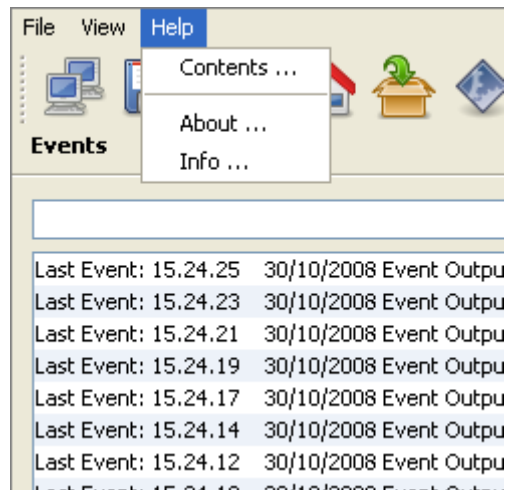 File View Help
Contents ...
About ...
Events
Info ...
Last Event: 15.24.25 30/10/2008 Event Outpu
Last Event: 15.24.23 30/10/2008 Event Outpu
Last Event: 15.24.21 30/10/2008 Event Outpu
Last Event: 15.24.19 30/10/2008 Event Outpu
Last Event: 15.24.17 30/10/2008 Event Outpu
Last Event: 15.24.14 30/10/2008 Event Outpu
Last Event: 15.24.12 30/10/2008 Event Outpu